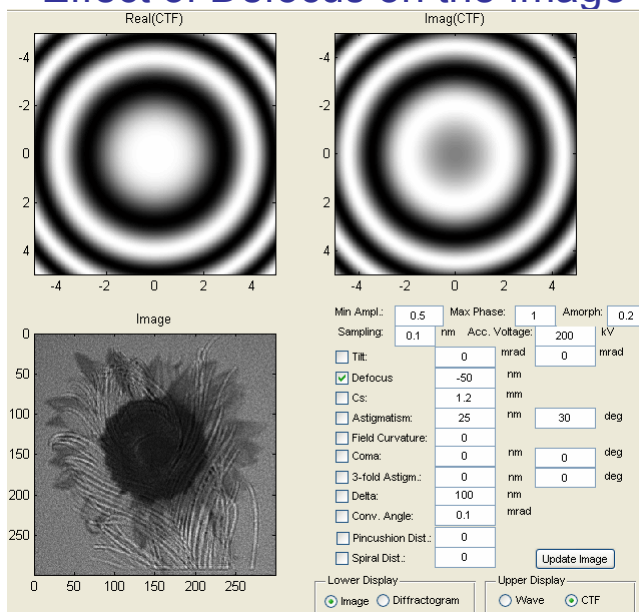 Effect of Defocus on the Image
Real(CTF)
Imag(CTF)
-4
-2
0
2
4
-4 -2 0 2 4
-4
-2
0
2
4
-4 -2 0 2 4
Image
0
50
100
150
200
250
0 50 100 150 200 250
Min Ampl.: 0.5 Max Phase: 1 Amorph: 0.2
Sampling: 0.1 nm Acc. Voltage: 200 kV
Tilt: 0 mrad 0 mrad
Defocus -50 nm
Cs: 1.2 mm
Astigmatism: 25 nm 30 deg
Field Curvature: 0
Coma: 0 nm 0 deg
3-fold Astigm.: 0 nm 0 deg
Delta: 100 nm
Conv. Angle: 0.1 mrad
Pincushion Dist.: 0
Spiral Dist.: 0
Update Image
Lower Display
Image Diffractogram
Upper Display
Wave CTF